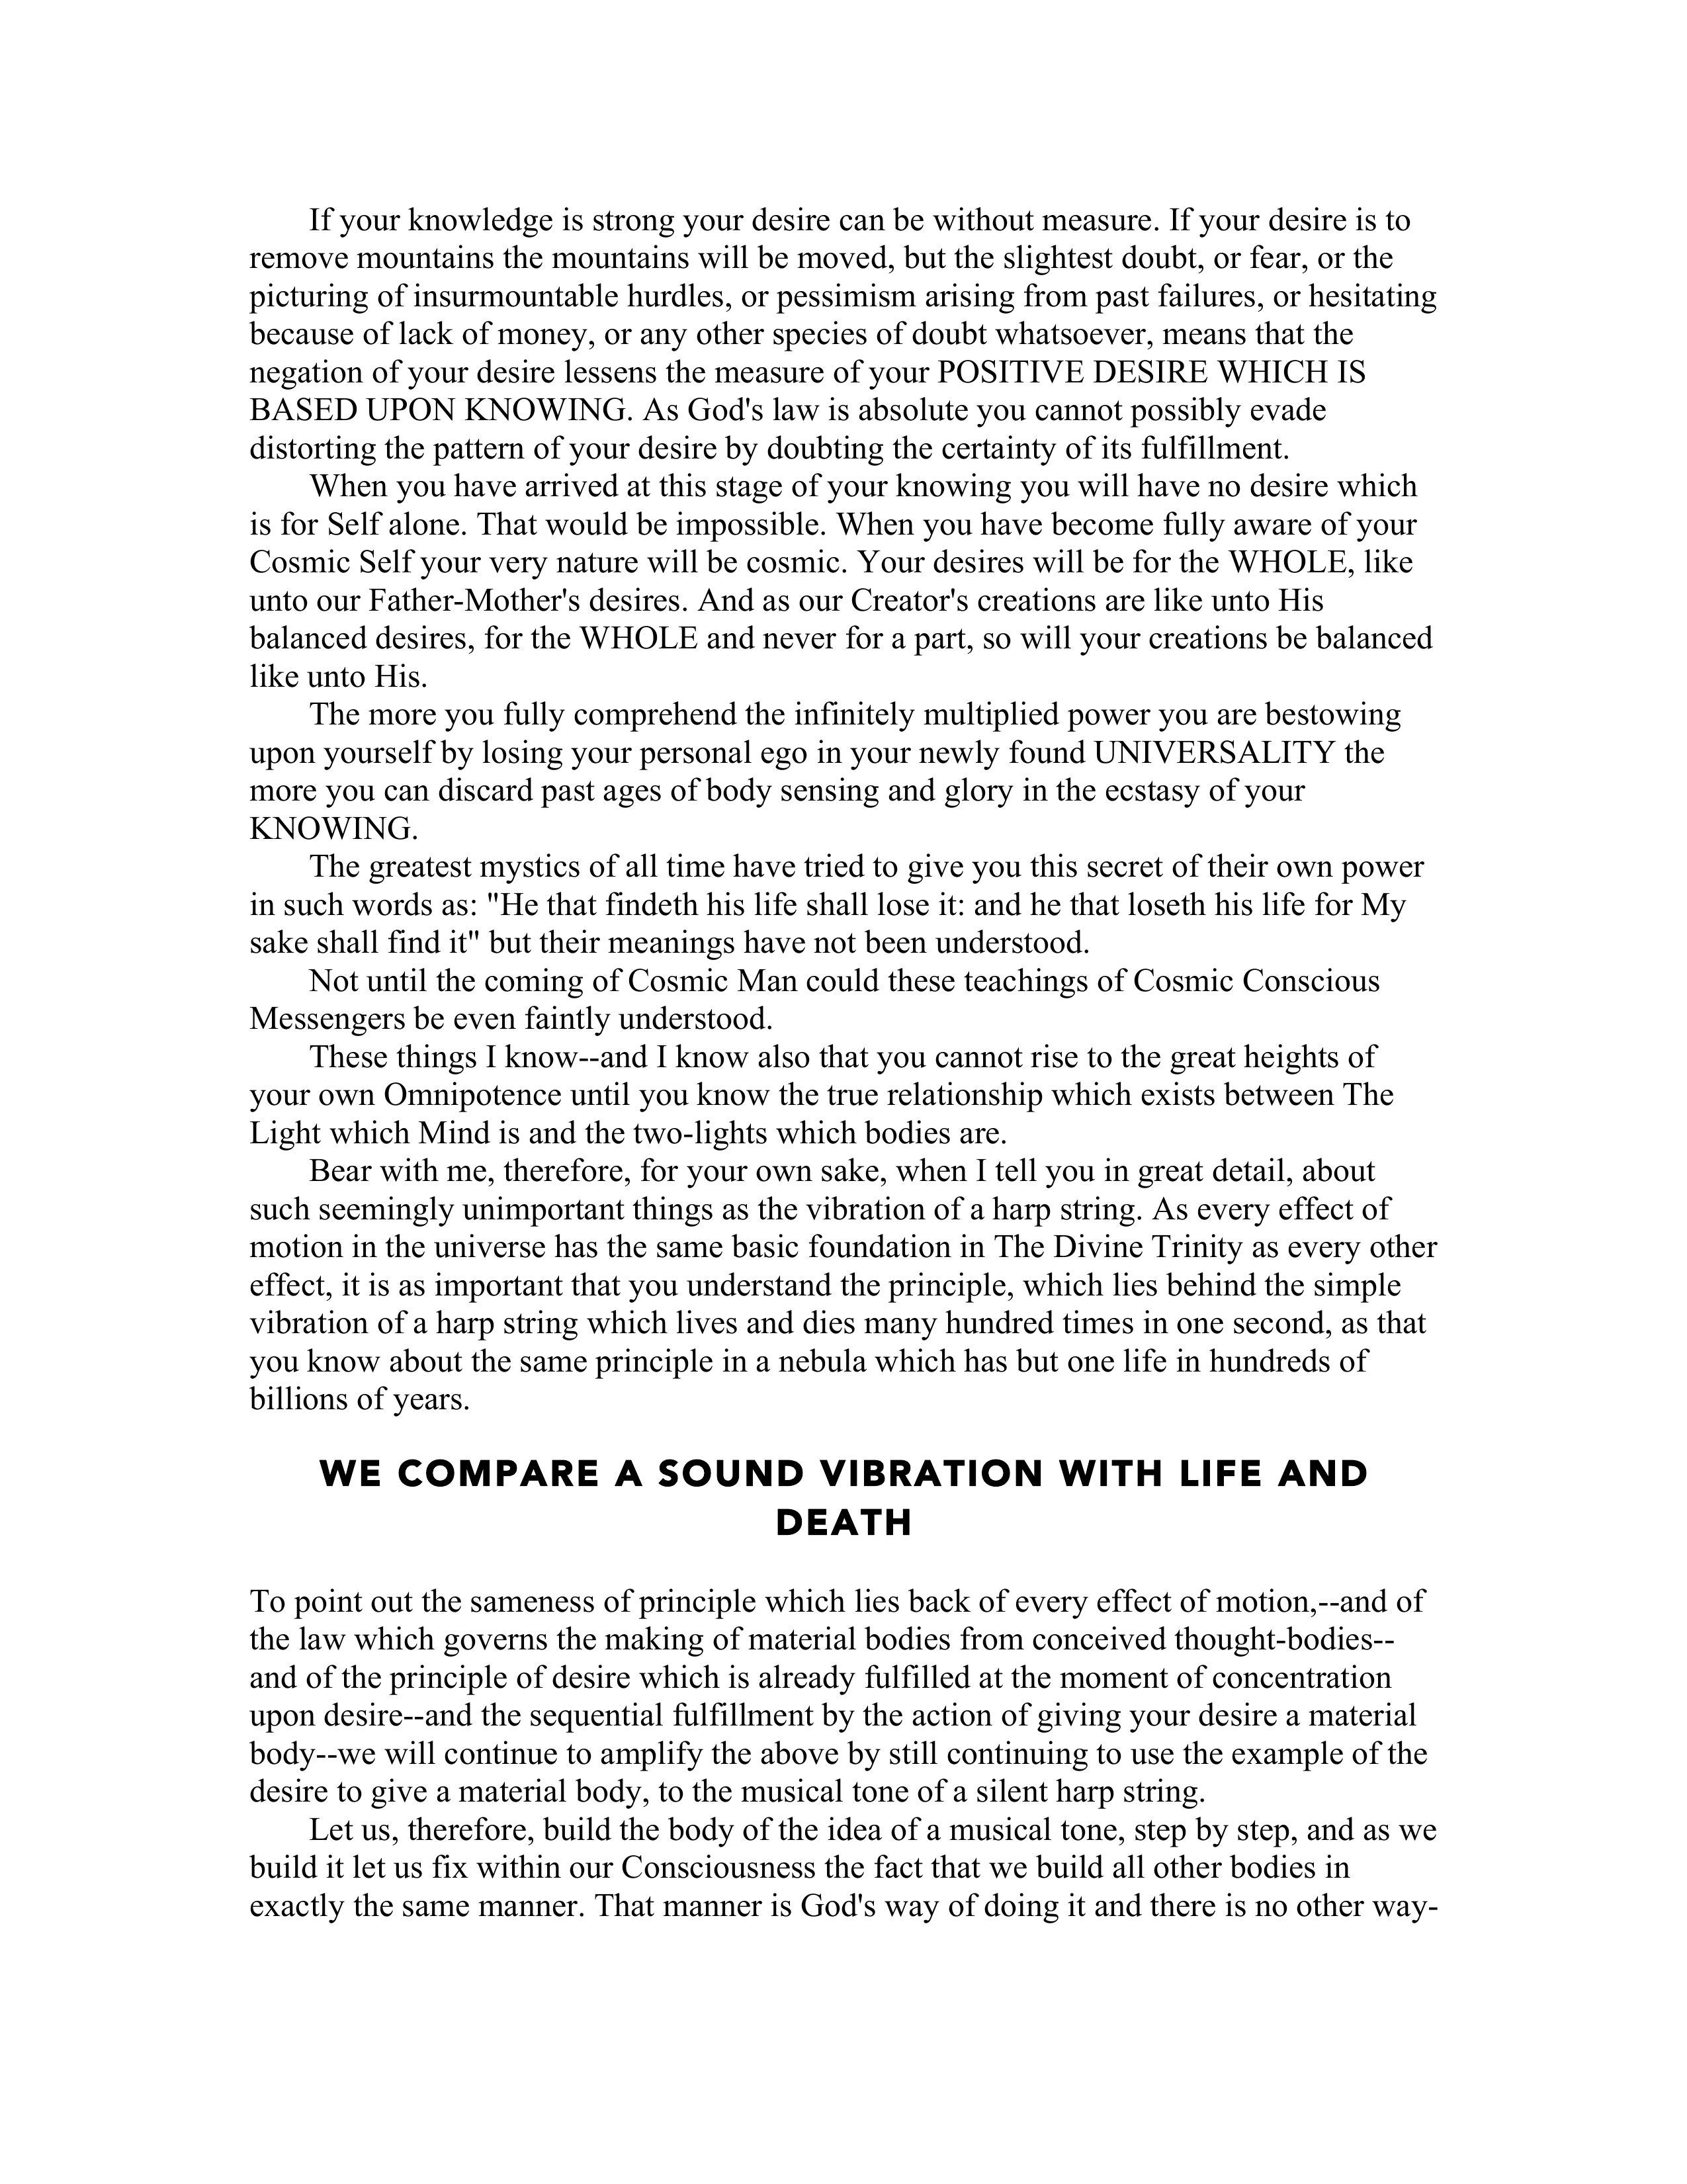 If your knowledge is strong your desire can be without measure. If your desire is to
remove mountains the mountains will be moved, but the slightest doubt, or fear, or the
picturing of insurmountable hurdles, or pessimism arising from past failures, or hesitating
because of lack of money, or any other species of doubt whatsoever, means that the
negation of your desire lessens the measure of your POSITIVE DESIRE WHICH IS
BASED UPON KNOWING. As God's law is absolute you cannot possibly evade
distorting the pattern of your desire by doubting the certainty of its fulfillment.
When you have arrived at this stage of your knowing you will have no desire which
is for Self alone. That would be impossible. When you have become fully aware of your
Cosmic Self your very nature will be cosmic. Your desires will be for the WHOLE, like
unto our Father-Mother's desires. And as our Creator's creations are like unto His
balanced desires, for the WHOLE and never for a part, so will your creations be balanced
like unto His.
The more you fully comprehend the infinitely multiplied power you are bestowing
upon yourself by losing your personal ego in your newly found UNIVERSALITY the
more you can discard past ages of body sensing and glory in the ecstasy of your
KNOWING.
The greatest mystics of all time have tried to give you this secret of their own power
in such words as: "He that findeth his life shall lose it: and he that loseth his life for My
sake shall find it" but their meanings have not been understood.
Not until the coming of Cosmic Man could these teachings of Cosmic Conscious
Messengers be even faintly understood.
These things I know--and I know also that you cannot rise to the great heights of
your own Omnipotence until you know the true relationship which exists between The
Light which Mind is and the two-lights which bodies are.
Bear with me, therefore, for your own sake, when I tell you in great detail, about
such seemingly unimportant things as the vibration of a harp string. As every effect of
motion in the universe has the same basic foundation in The Divine Trinity as every other
effect, it is as important that you understand the principle, which lies behind the simple
vibration of a harp string which lives and dies many hundred times in one second, as that
you know about the same principle in a nebula which has but one life in hundreds of
billions of years.
WE COMPARE A SOUND VIBRATION WITH LIFE AND
DEATH
To point out the sameness of principle which lies back of every effect of motion,--and of
the law which governs the making of material bodies from conceived thought-bodies--
and of the principle of desire which is already fulfilled at the moment of concentration
upon desire--and the sequential fulfillment by the action of giving your desire a material
body--we will continue to amplify the above by still continuing to use the example of the
desire to give a material body, to the musical tone of a silent harp string.
Let us, therefore, build the body of the idea of a musical tone, step by step, and as we
build it let us fix within our Consciousness the fact that we build all other bodies in
exactly the same manner. That manner is God's way of doing it and there is no other way-